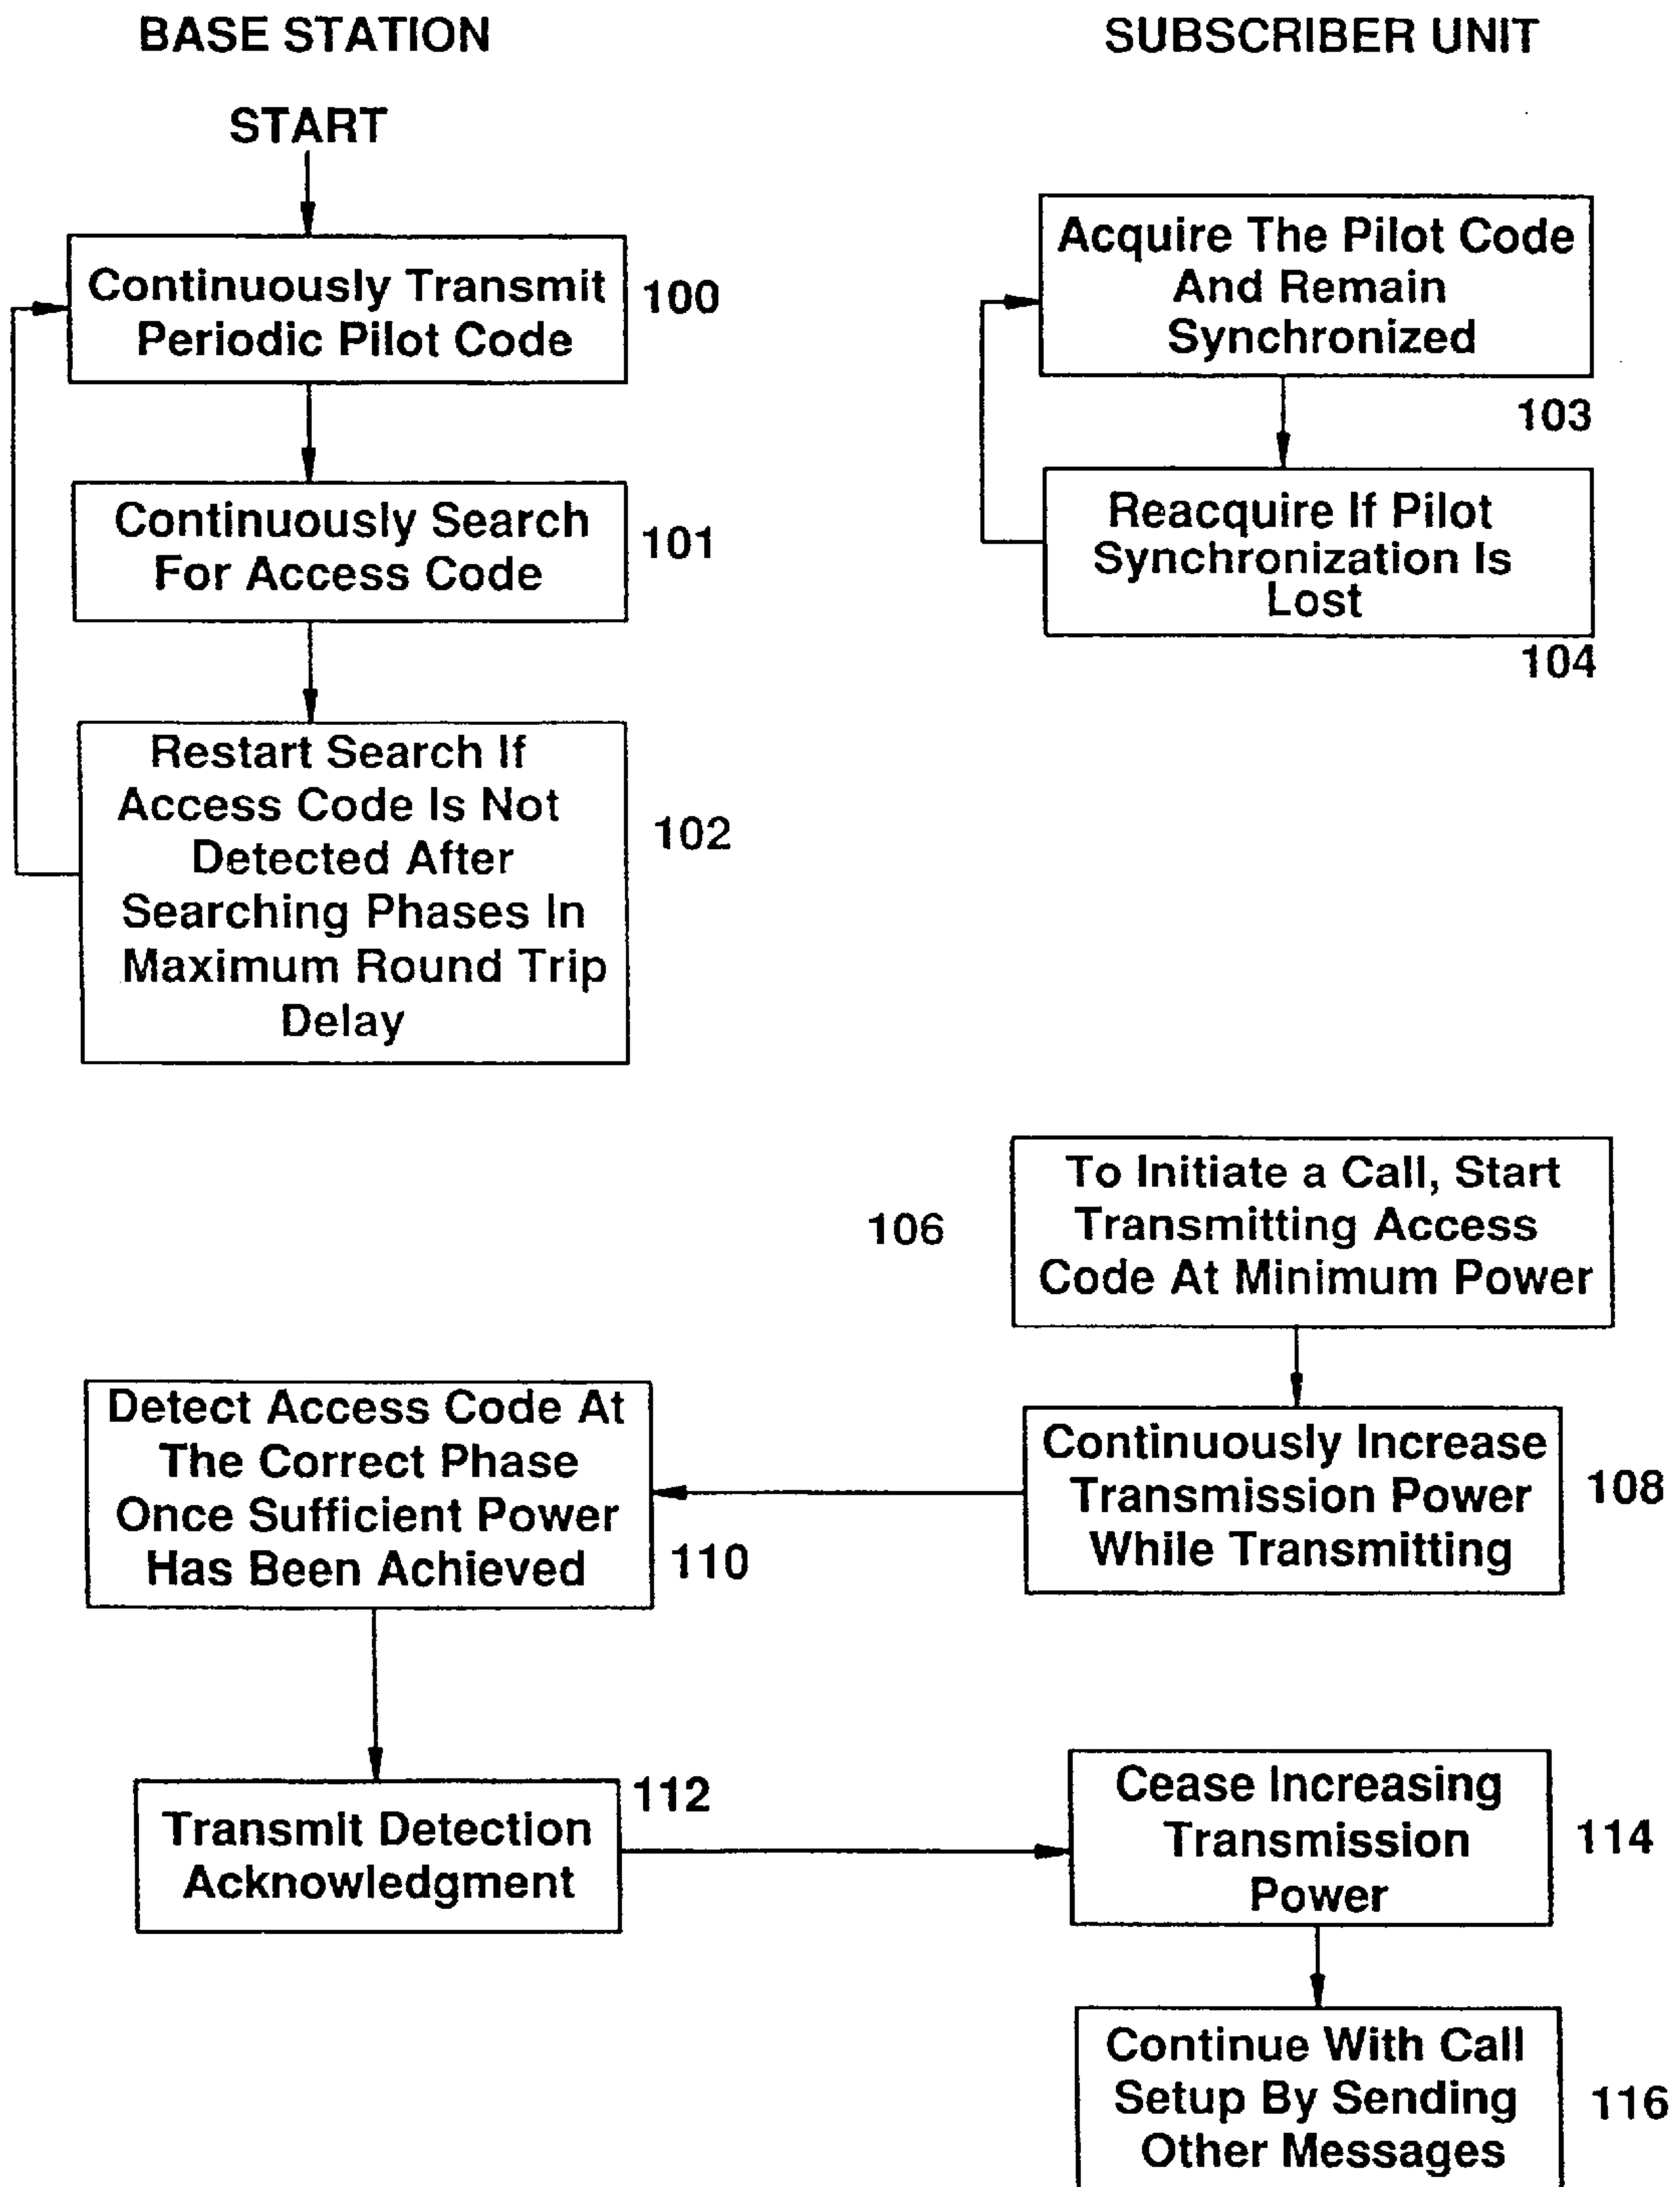 BASE STATION
SUBSCRIBER UNIT
START
Continuously Transmit
Periodic Pilot Code
100
Continuously Search
For Access Code
101
Restart Search If
Access Code Is Not
Detected After
Searching Phases In
Maximum Round Trip
Delay
102
Acquire The Pilot Code
And Remain
Synchronized
103
Reacquire If Pilot
Synchronization Is
Lost
104
106
To Initiate a Call, Start
Transmitting Access
Code At Minimum Power
Continuously Increase
Transmission Power
While Transmitting
108
Detect Access Code At
The Correct Phase
Once Sufficient Power
Has Been Achieved
110
Transmit Detection
Acknowledgment
112
Cease Increasing
Transmission
Power
114
Continue With Call
Setup By Sending
Other Messages
116